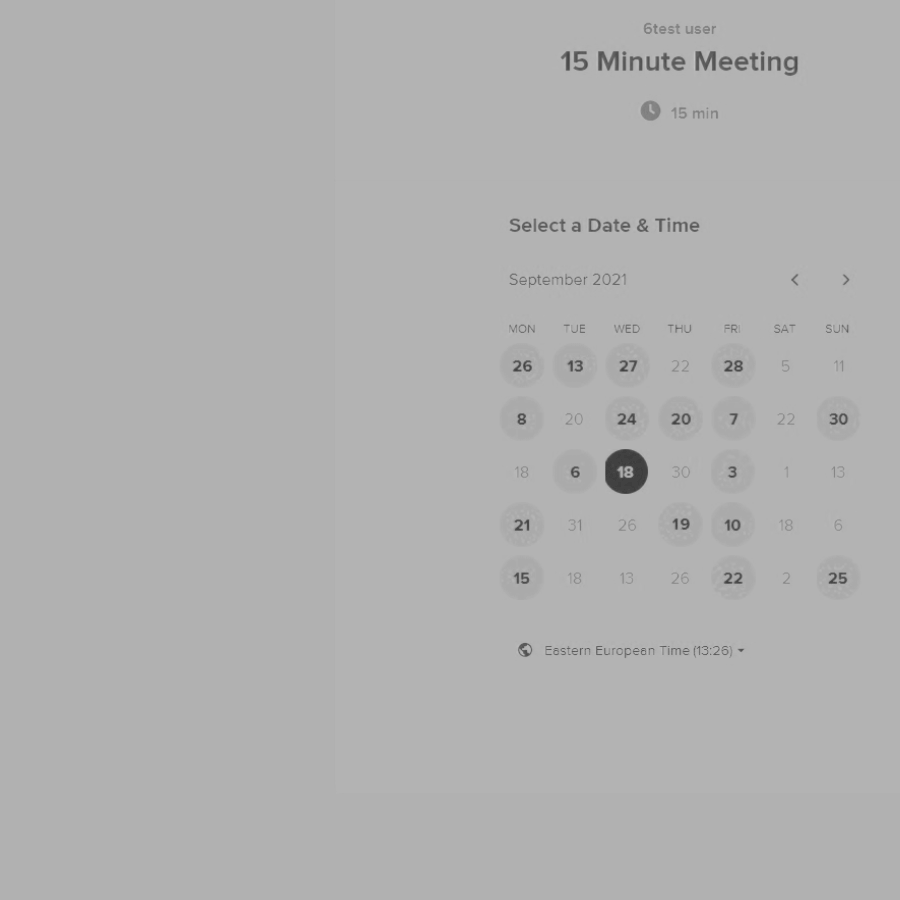 6test user
15 Minute Meeting
15 min
Select a Date & Time
September 2021
MON TUE WED THU FRI SAT SUN
26 13 27 22 28 5 11
8 20 24 20 7 22 30
18 6 18 30 3 1 13
21 31 26 19 10 18 6
15 18 13 26 22 2 25
Eastern European Time (13:26)